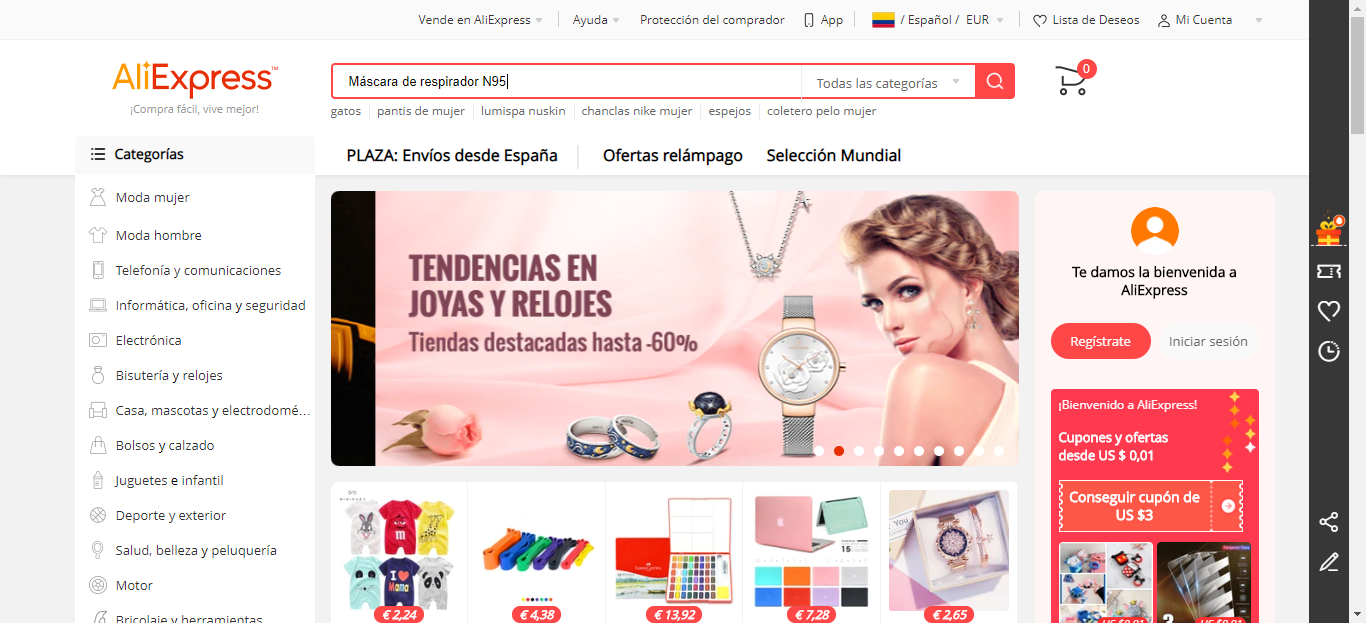 Vende en AliExpress
Ayuda
Protección del comprador
App
/ Español / EUR
Lista de Deseos
Mi Cuenta
AliExpress™
¡Compra fácil, vive mejor!
Máscara de respirador N95
Todas las categorías
0
gatos
pantis de mujer
lumispa nuskin
chanclas nike mujer
espejos
coletero pelo mujer
Categorías
PLAZA: Envíos desde España
Ofertas relámpago
Selección Mundial
Moda mujer
Moda hombre
Telefonía y comunicaciones
Informática, oficina y seguridad
Electrónica
Bisutería y relojes
Casa, mascotas y electrodomé...
Bolsos y calzado
Juguetes e infantil
Deporte y exterior
Salud, belleza y peluquería
Motor
Bricolaje y herramientas
TENDENCIAS EN
JOYAS Y RELOJES
Tiendas destacadas hasta -60%
Te damos la bienvenida a
AliExpress
Regístrate
Iniciar sesión
¡Bienvenido a AliExpress!
Cupones y ofertas
desde US $ 0,01
Conseguir cupón de
US $3
m
I
MaMa
15
You
3
€ 2,24
€ 4,38
€ 13,92
€ 7,28
€ 2,65
US $0,01
US $0,01